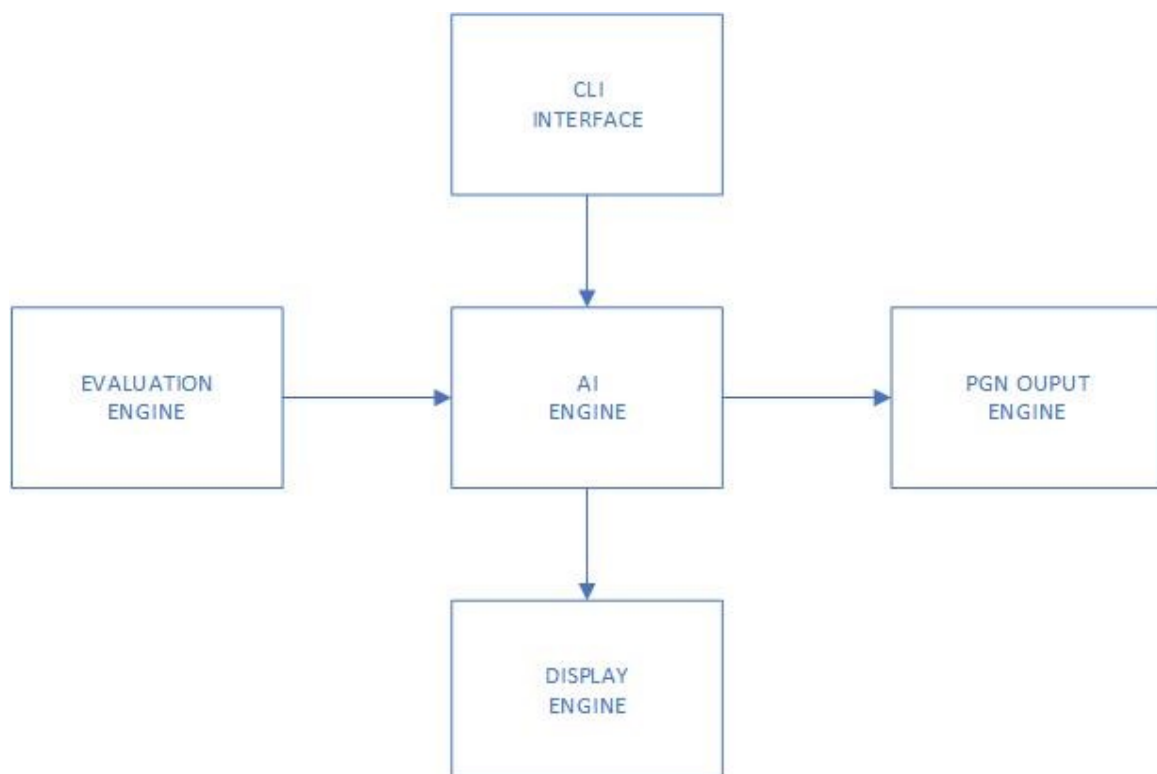 CLI
INTERFACE
EVALUATION
ENGINE
AI
ENGINE
PGN OUPUT
ENGINE
DISPLAY
ENGINE